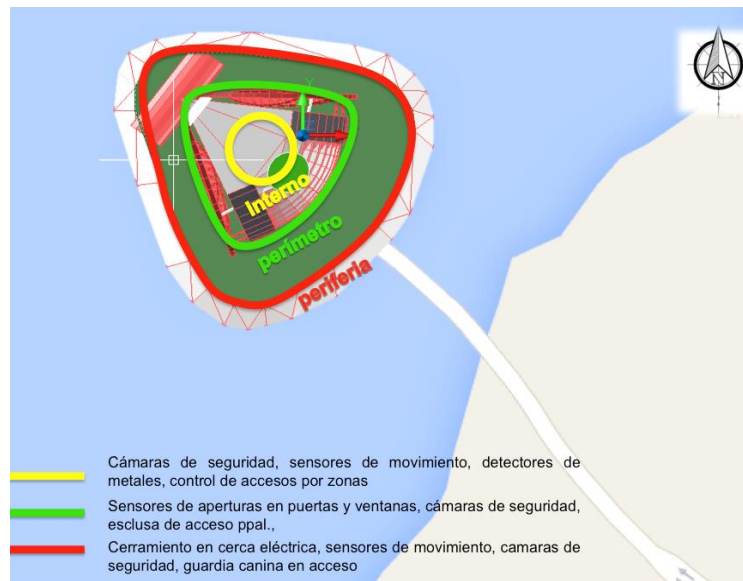 N
Y
interno
perímetro
periferia
Cámaras de seguridad, sensores de movimiento, detectores de
metales, control de accesos por zonas
Sensores de aperturas en puertas y ventanas, cámaras de seguridad,
esclusa de acceso ppal.,
Cerramiento en cerca eléctrica, sensores de movimiento, camaras de
seguridad, guardia canina en acceso